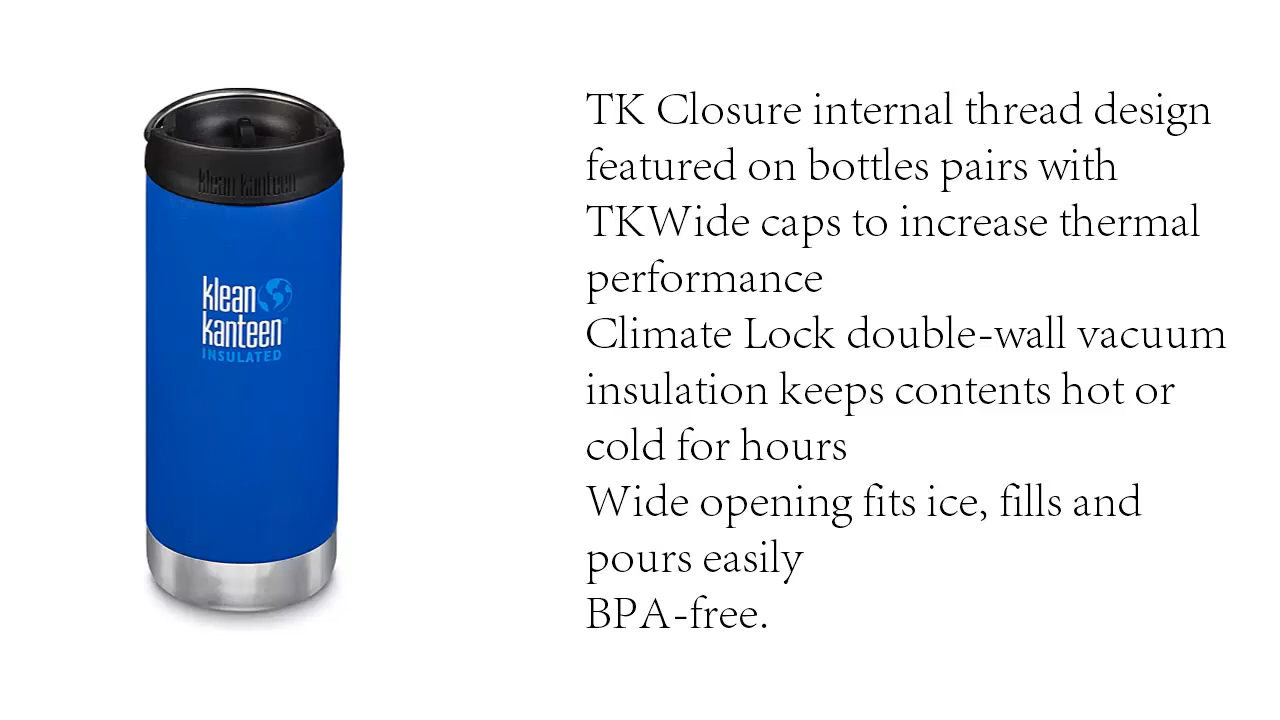 klean kanteen
klean
kanteen®
INSULATED
TK Closure internal thread design
featured on bottles pairs with
TKWide caps to increase thermal
performance
Climate Lock double-wall vacuum
insulation keeps contents hot or
cold for hours
Wide opening fits ice, fills and
pours easily
BPA-free.